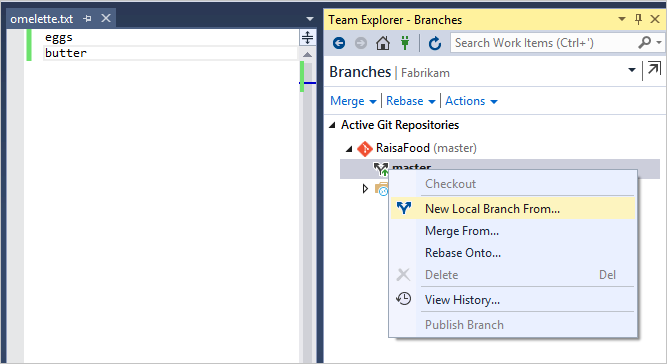 omelette.txt
eggs
butter
Team Explorer - Branches
Search Work Items (Ctrl+')
Branches | Fabrikam
Merge Rebase Actions
Active Git Repositories
RaisaFood (master)
master
Checkout
New Local Branch From...
Merge From...
Rebase Onto...
Delete Del
View History...
Publish Branch